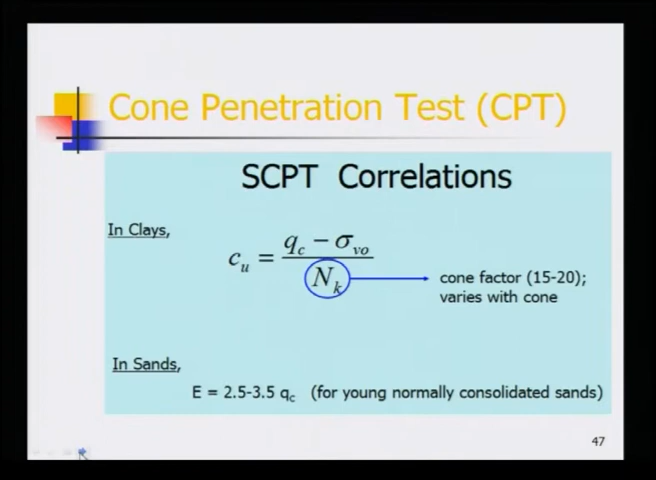 Cone Penetration Test (CPT)
SCPT Correlations
In Clays,
c_u = (q_c − σ_vo) / N_k
cone factor (15-20);
varies with cone
In Sands,
E = 2.5-3.5 q_c (for young normally consolidated sands)
47